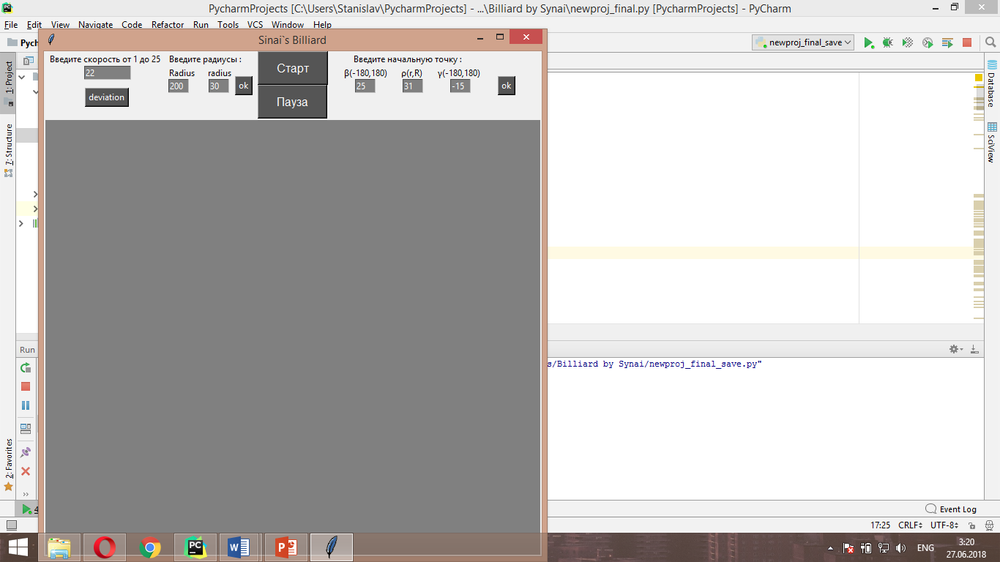 PycharmProjects [C:\Users\Stanislav\PycharmProjects] - ...\Billiard by Synai\newproj_final.py [PycharmProjects] - PyCharm
File Edit View Navigate Code Refactor Run Tools VCS Window Help
Pych
newproj_final_save
Sinai`s Billiard
Введите скорость от 1 до 25
22
deviation
Введите радиусы :
Radius radius
200 30 ok
Старт
Пауза
Введите начальную точку :
β(-180,180) ρ(r,R) γ(-180,180)
25 31 -15 ok
1: Project
7: Structure
2: Favorites
Database
SciView
Run
s/Billiard by Synai/newproj_final_save.py"
4
Event Log
17:25 CRLF UTF-8
PC
W
P
ENG
3:20
27.06.2018